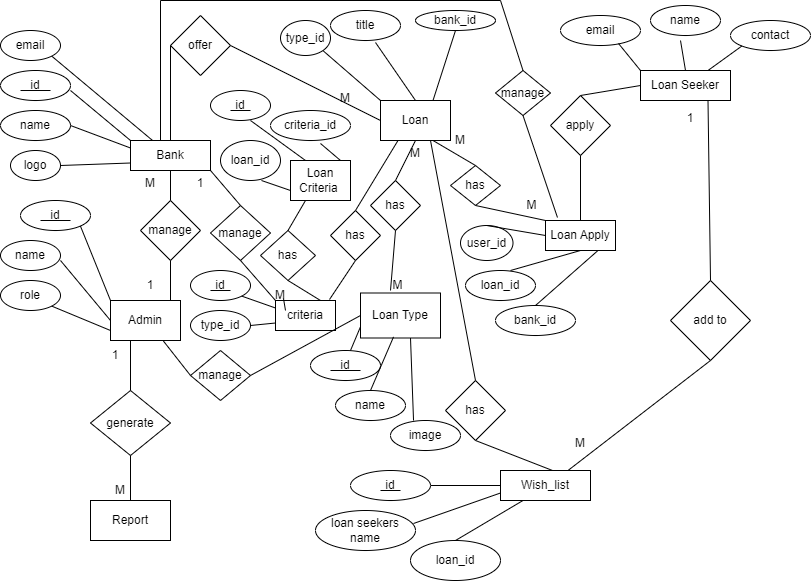 email
offer
title
bank_id
type_id
email
name
contact
id
Loan Seeker
manage
M
id
Loan
1
name
criteria_id
apply
M
Bank
M
logo
loan_id
Loan
Criteria
M
1
has
M
id
has
manage
manage
has
Loan Apply
user_id
name
has
1
id
M
M
loan_id
role
Admin
type_id
criteria
Loan Type
bank_id
add to
1
id
manage
name
has
generate
image
M
M
id
Wish_list
Report
loan seekers
name
loan_id